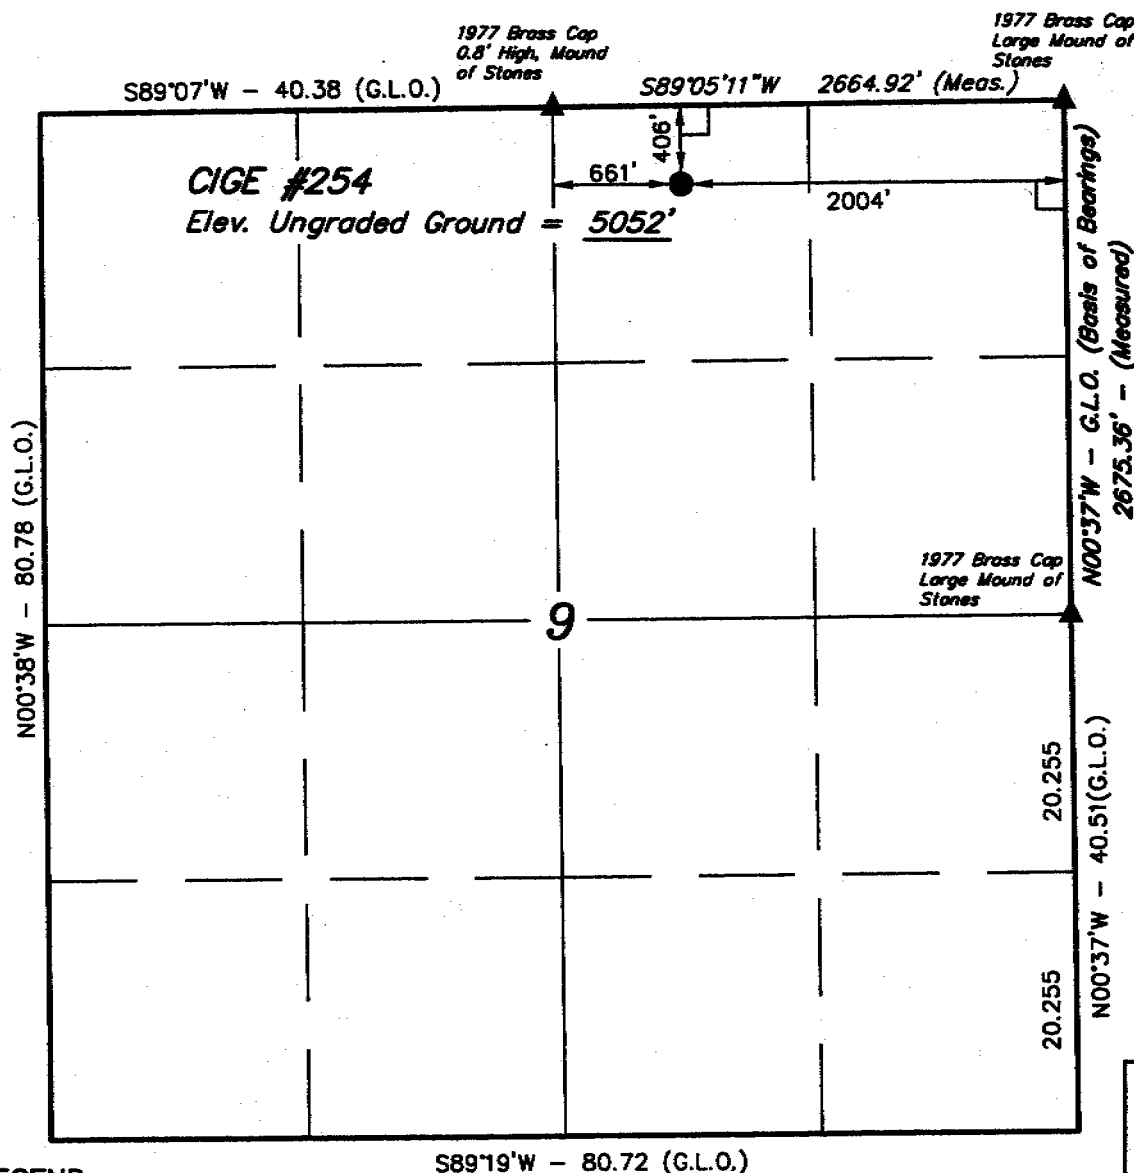 1977 Brass Cap
0.8' High, Mound
of Stones
1977 Brass Cap
Large Mound of
Stones
S89°07'W - 40.38 (G.L.O.)
S89°05'11"W 2664.92' (Meas.)
406'
661'
2004'
CIGE #254
Elev. Ungraded Ground = 5052'
N00°37'W - G.L.O. (Basis of Bearings)
2675.36' - (Measured)
N00°38'W - 80.78 (G.L.O.)
1977 Brass Cap
Large Mound of
Stones
9
20.255
N00°37'W - 40.51(G.L.O.)
20.255
S89°19'W - 80.72 (G.L.O.)